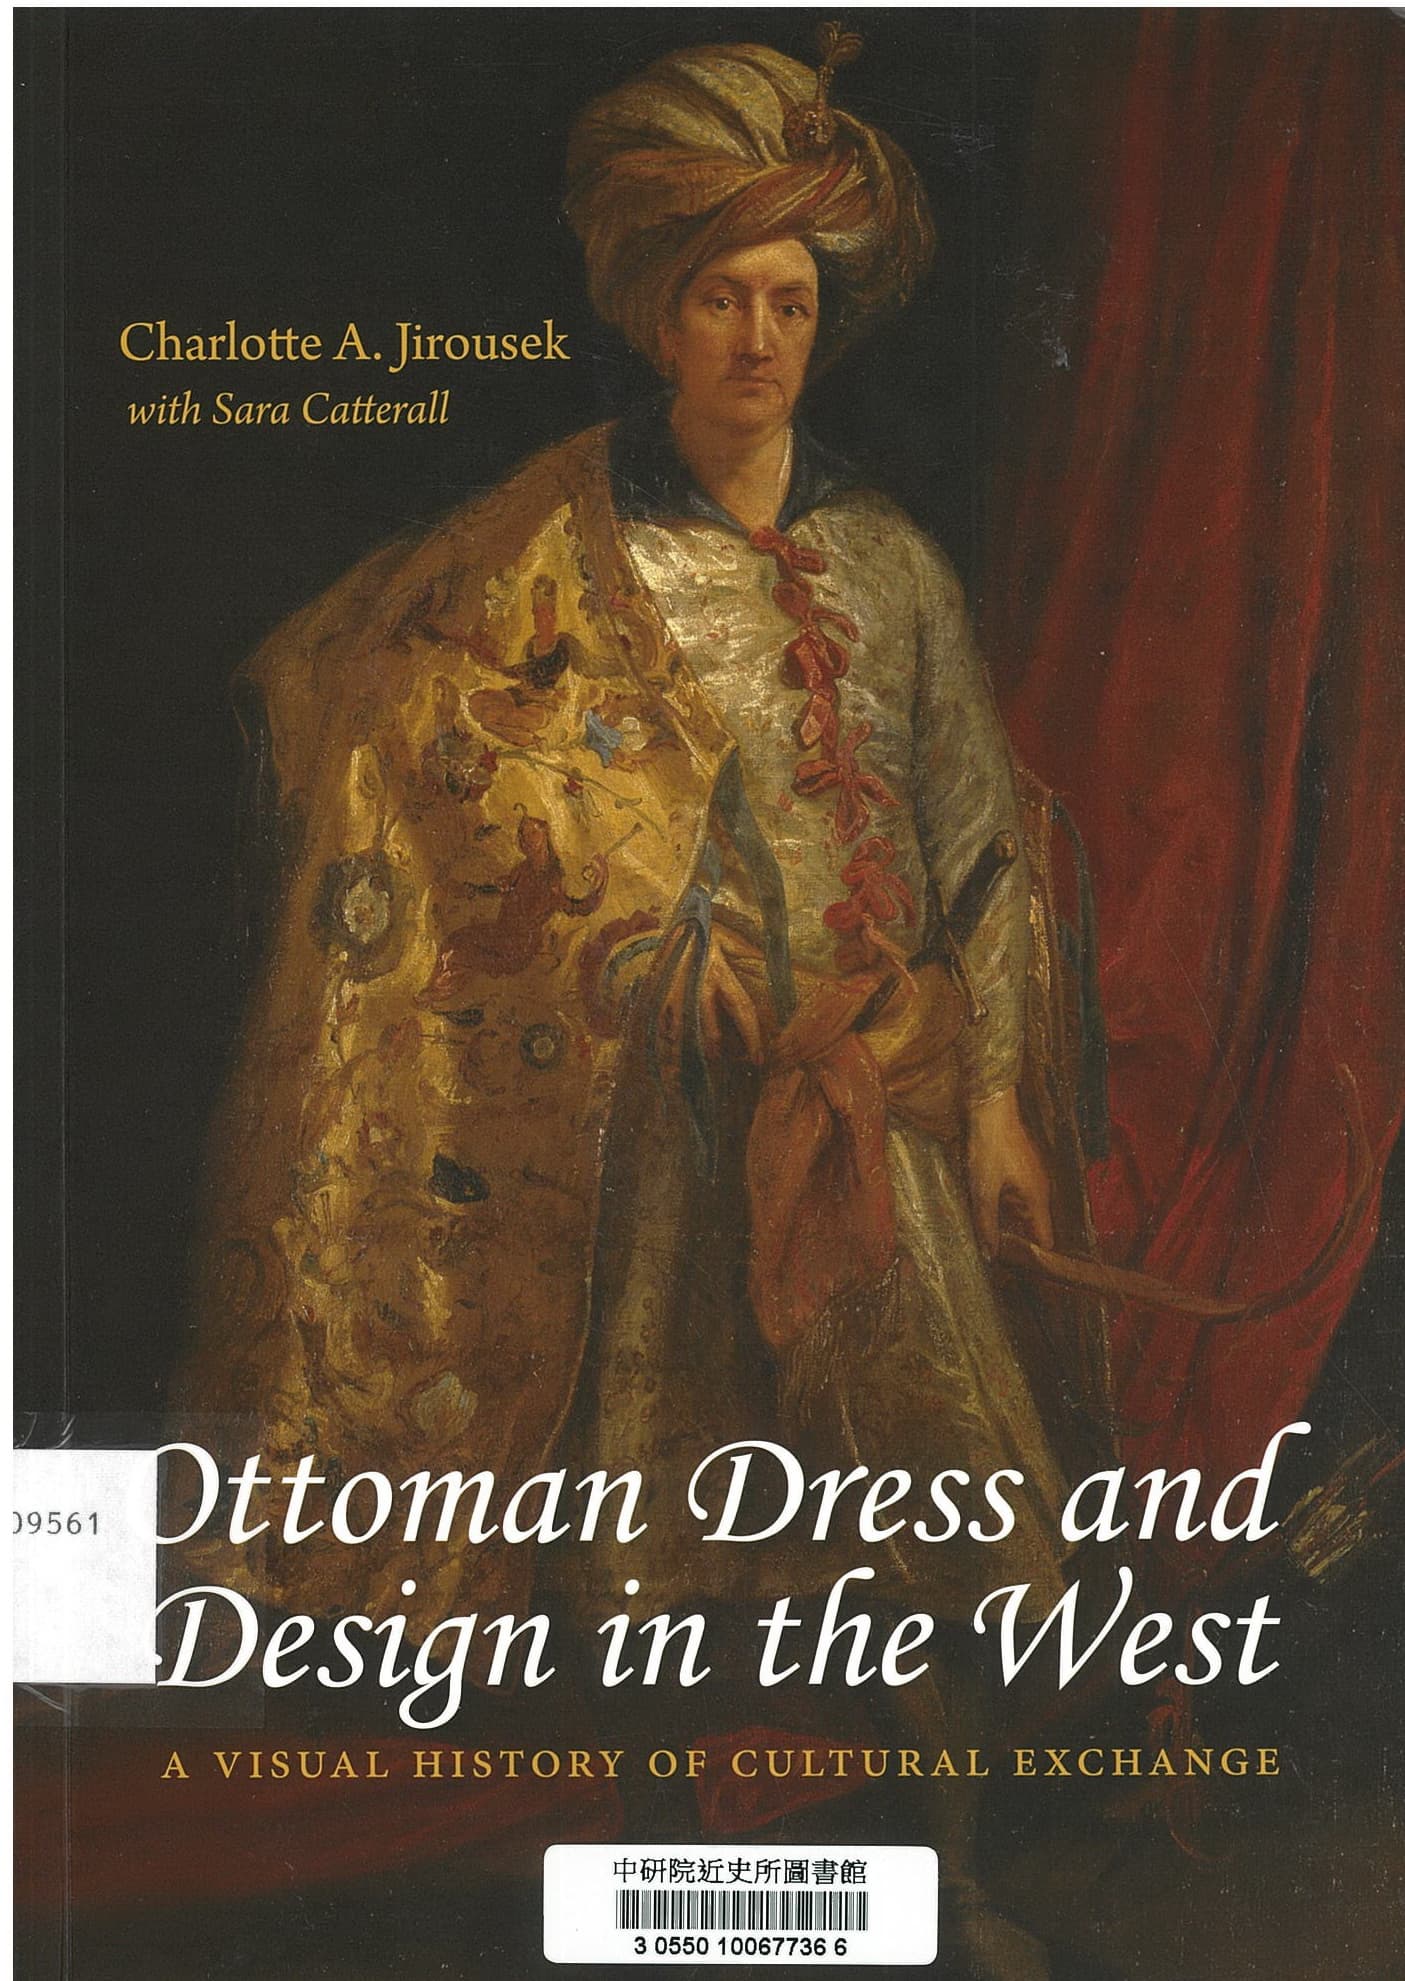 Charlotte A. Jirousek
with Sara Catterall
09561
Ottoman Dress and
Design in the West
A VISUAL HISTORY OF CULTURAL EXCHANGE
中研院近史所圖書館
3 0550 10067736 6